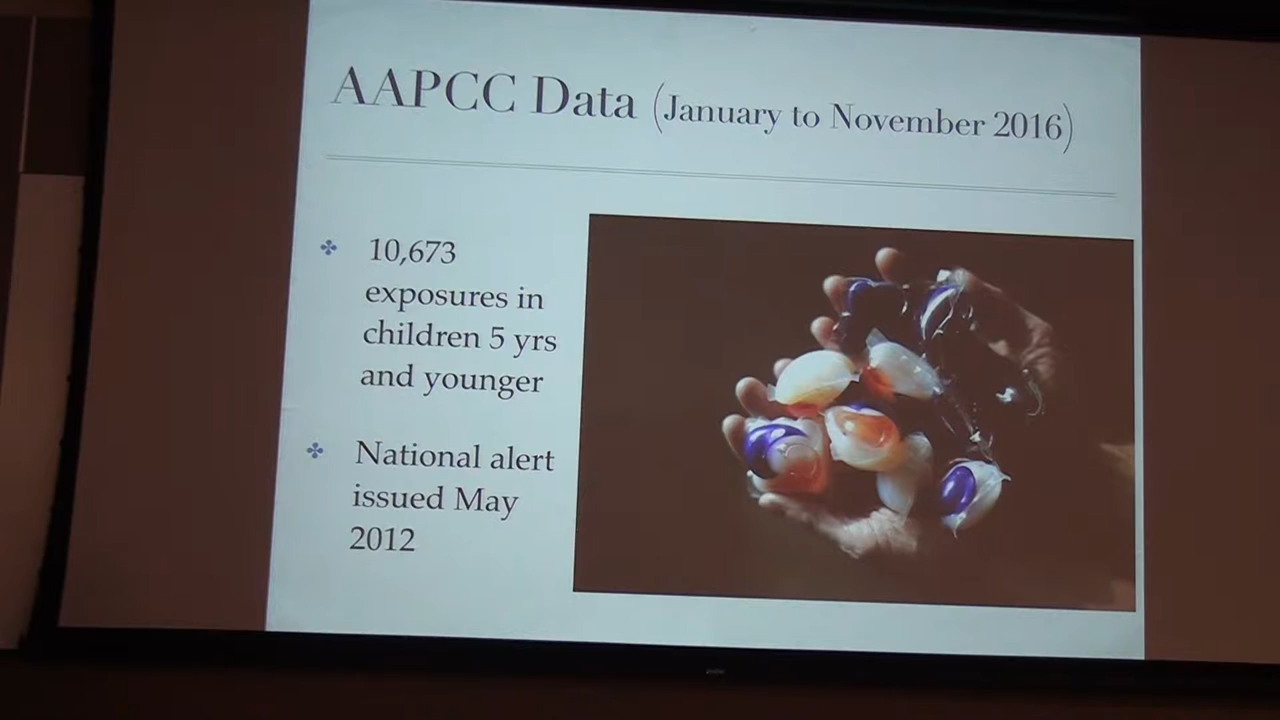 AAPCC Data (January to November 2016)
10,673
exposures in
children 5 yrs
and younger
National alert
issued May
2012